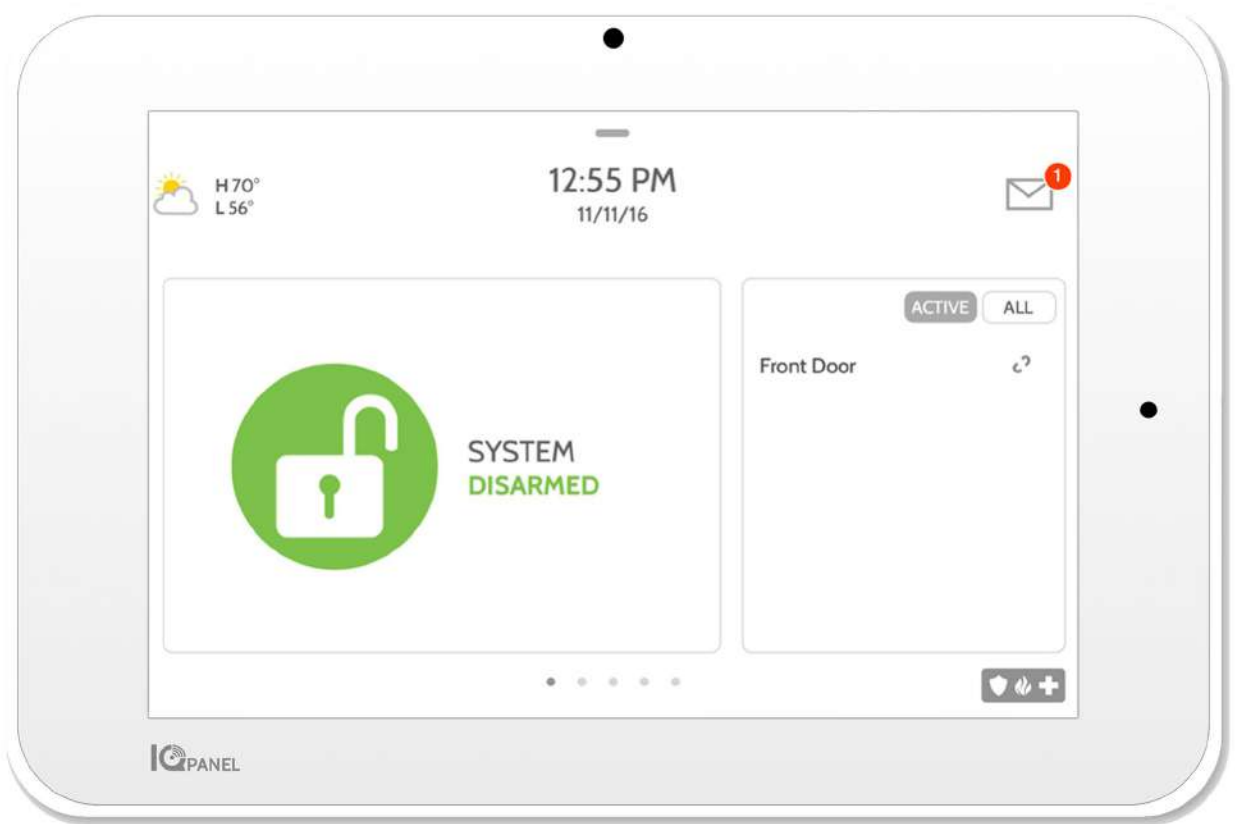 H 70°
L 56°
12:55 PM
11/11/16
1
SYSTEM
DISARMED
ACTIVE
ALL
Front Door
IQ PANEL